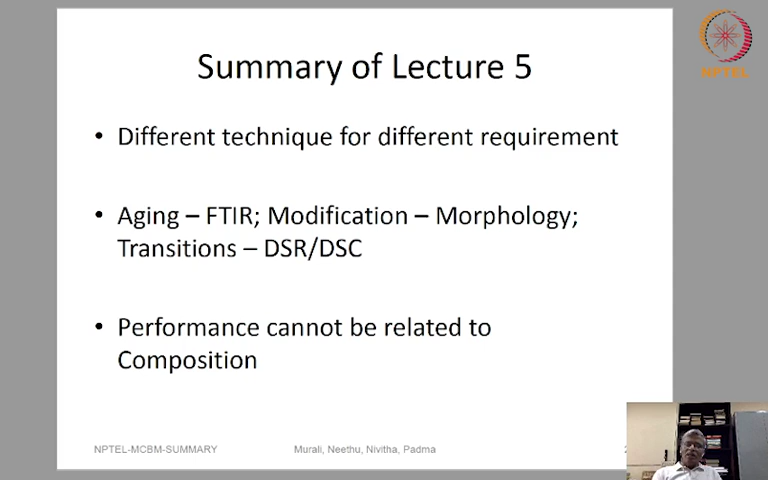 NPTEL
Summary of Lecture 5
• Different technique for different requirement
• Aging – FTIR; Modification – Morphology;
Transitions – DSR/DSC
• Performance cannot be related to
Composition
NPTEL-MCBM-SUMMARY
Murali, Neethu, Nivitha, Padma